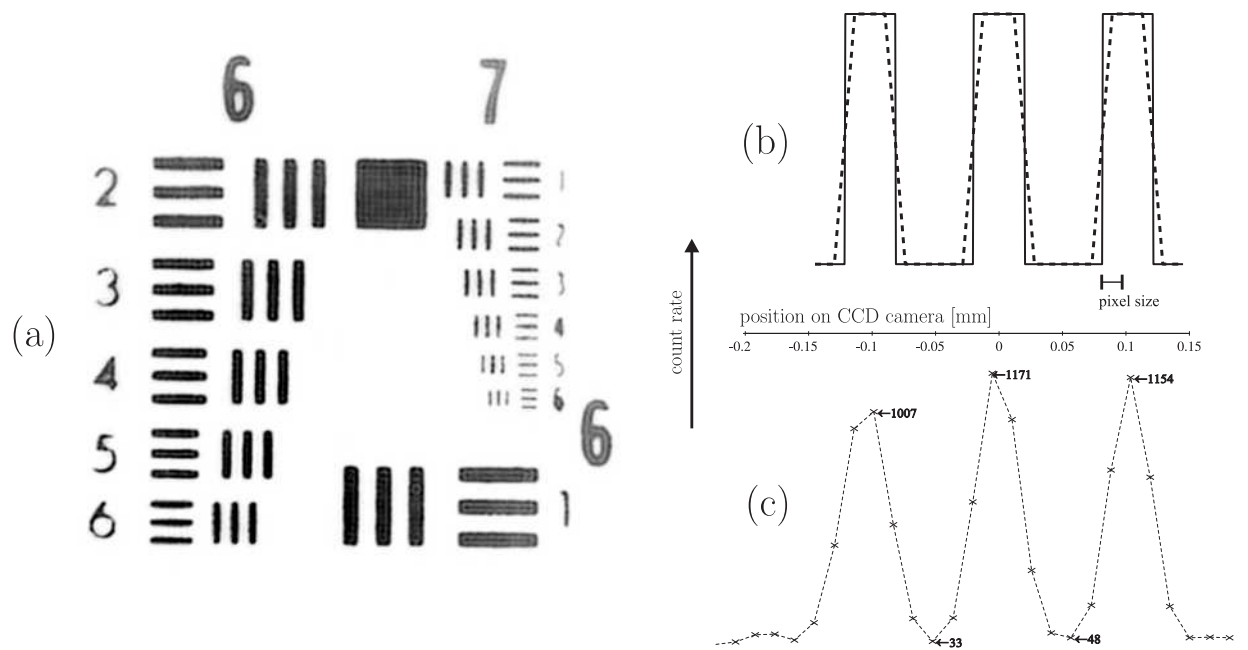 (a)
6 7
2
3
4
5
6
1
2
3
4
5
6
6
1
(b)
pixel size
count rate
position on CCD camera [mm]
-0.2 -0.15 -0.1 -0.05 0 0.05 0.1 0.15
(c)
←1007
←1171
←1154
←33
←48